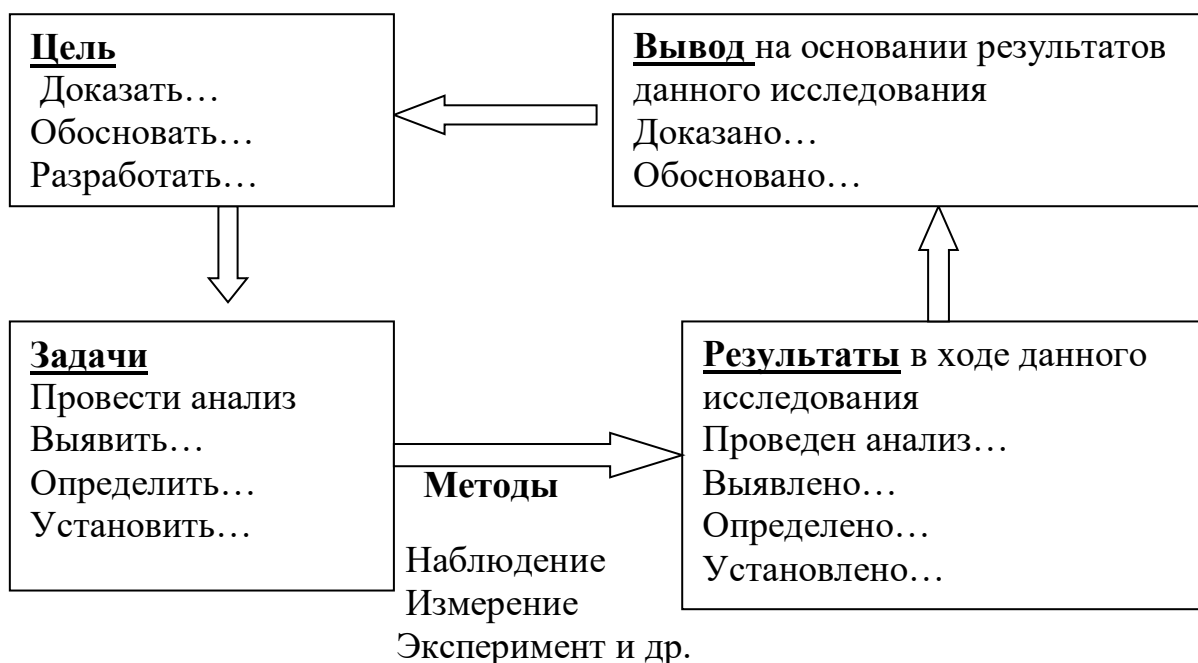 Цель
Доказать…
Обосновать…
Разработать…
Вывод на основании результатов
данного исследования
Доказано…
Обосновано…
Задачи
Провести анализ
Выявить…
Определить…
Установить…
Методы
Наблюдение
Измерение
Эксперимент и др.
Результаты в ходе данного
исследования
Проведен анализ…
Выявлено…
Определено…
Установлено…